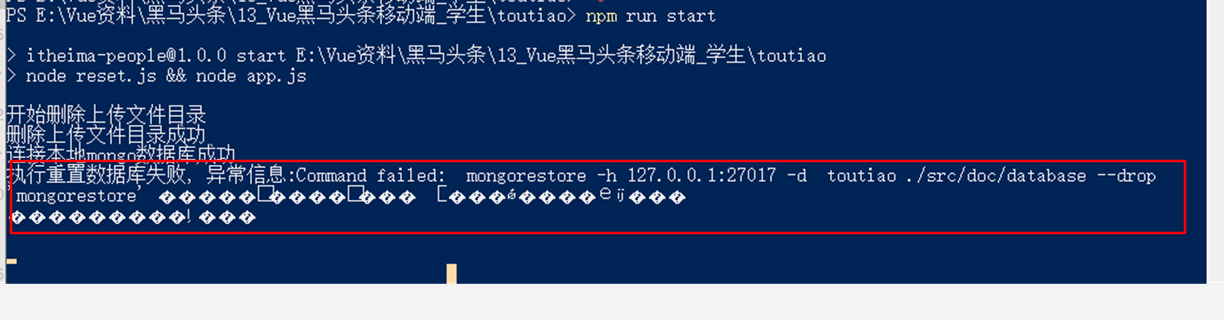 PS E:\Vue资料\黑马头条\13_Vue黑马头条移动端_学生\toutiao> npm run start
> itheima-people@1.0.0 start E:\Vue资料\黑马头条\13_Vue黑马头条移动端_学生\toutiao
> node reset.js && node app.js
开始删除上传文件目录
删除上传文件目录成功
连接本地mongo数据库成功
执行重置数据库失败, 异常信息:Command failed:  mongorestore -h 127.0.0.1:27017 -d  toutiao ./src/doc/database --drop
'mongorestore'